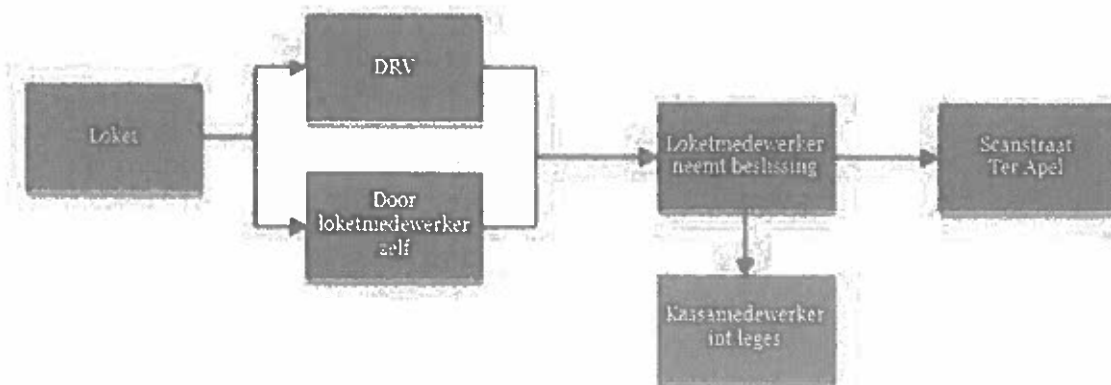 Loket
DRV
Door
loketmedewerker
zelf
Loketmedewerker
neemt beslissing
Scanstraat
Ter Apel
Kassamedewerker
int leges